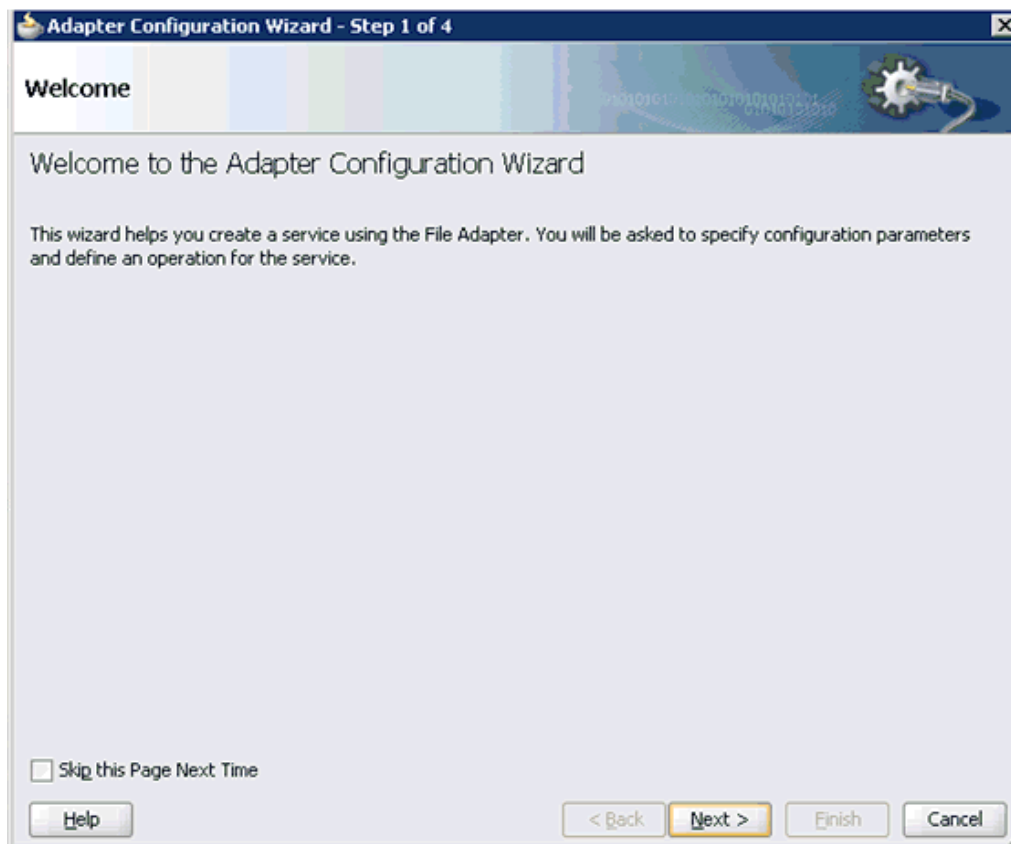 Adapter Configuration Wizard - Step 1 of 4
Welcome
Welcome to the Adapter Configuration Wizard
This wizard helps you create a service using the File Adapter. You will be asked to specify configuration parameters
and define an operation for the service.
Skip this Page Next Time
Help
< Back
Next >
Finish
Cancel